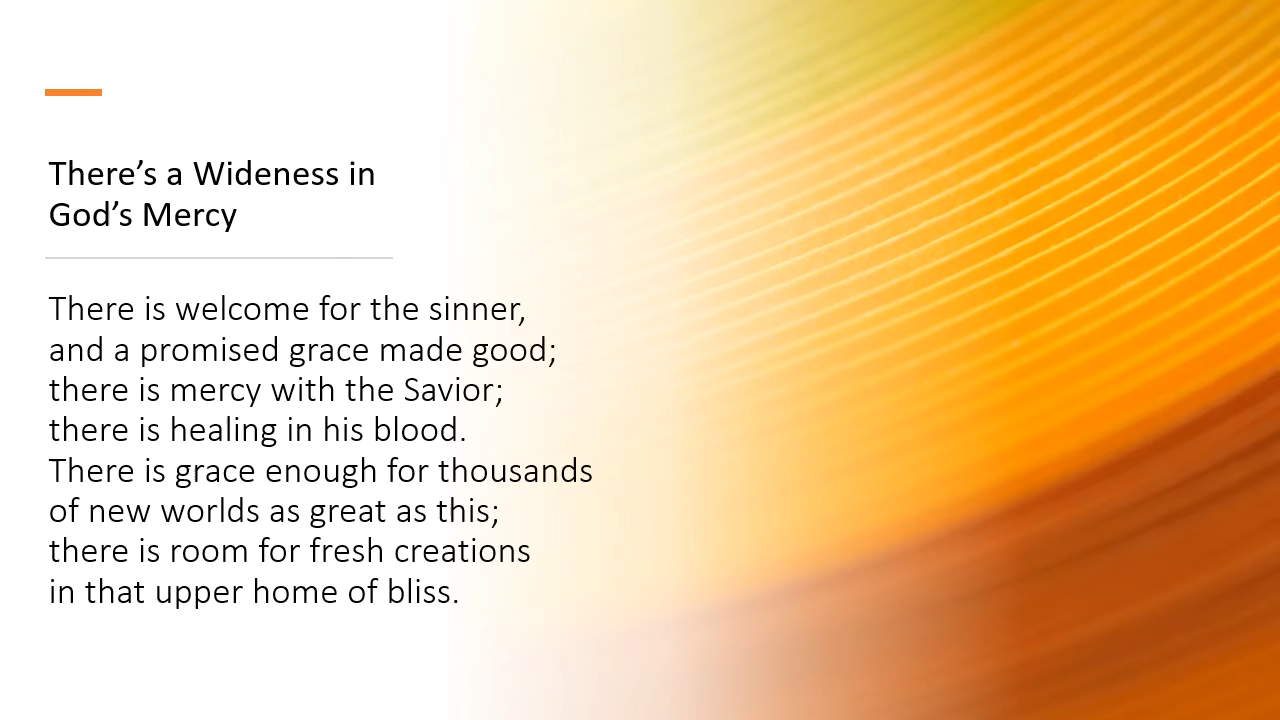 There’s a Wideness in
God’s Mercy
There is welcome for the sinner,
and a promised grace made good;
there is mercy with the Savior;
there is healing in his blood.
There is grace enough for thousands
of new worlds as great as this;
there is room for fresh creations
in that upper home of bliss.